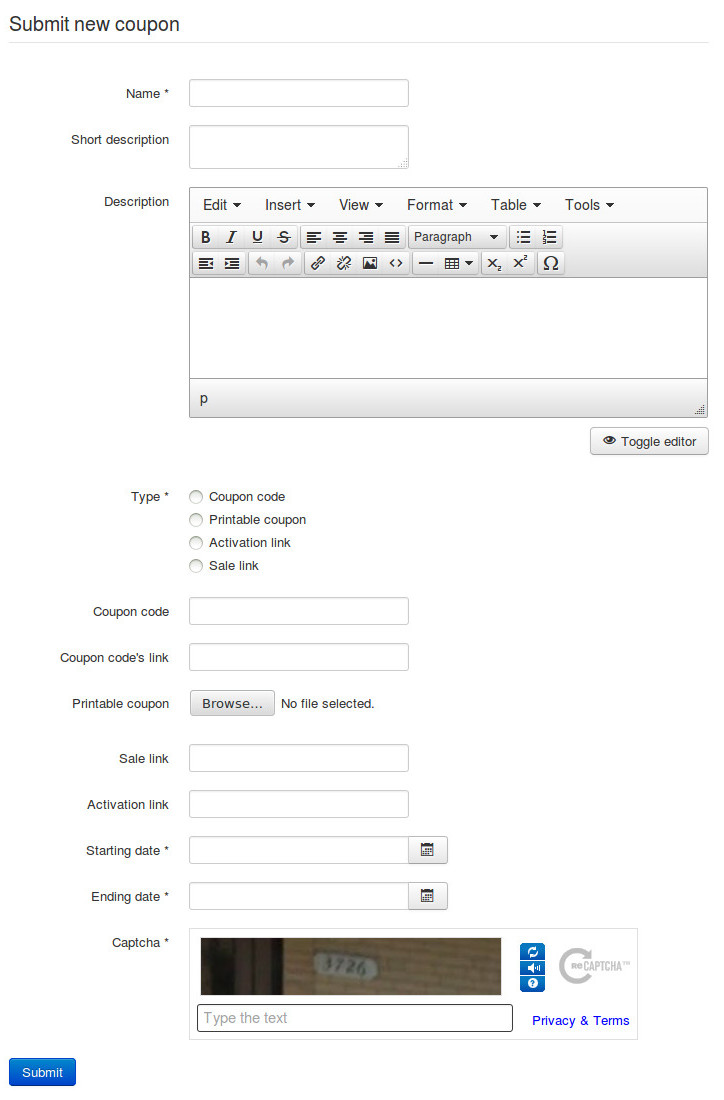 Submit new coupon
Name *
Short description
Description
Edit Insert View Format Table Tools
B I U S Paragraph
X₂ X² Ω
p
Toggle editor
Type *
Coupon code
Printable coupon
Activation link
Sale link
Coupon code
Coupon code's link
Printable coupon Browse... No file selected.
Sale link
Activation link
Starting date *
Ending date *
Captcha *
3726
reCAPTCHA™
Type the text
Privacy & Terms
Submit